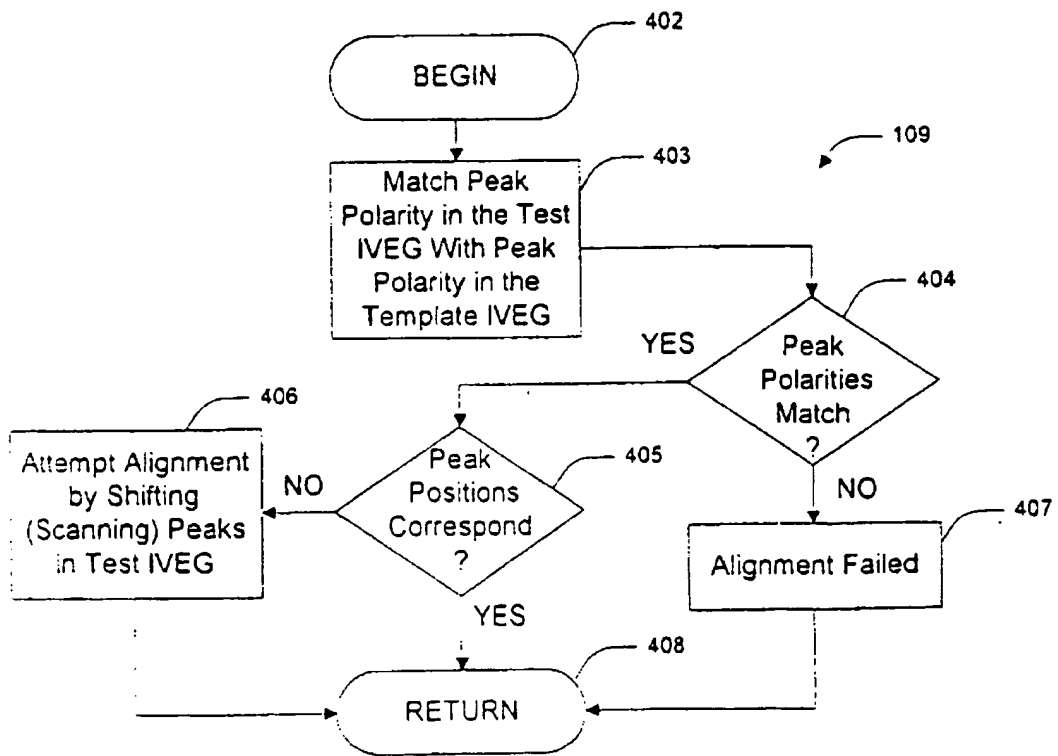 402
BEGIN
109
403
Match Peak
Polarity in the Test
IVEG With Peak
Polarity in the
Template IVEG
404
YES
Peak
Polarities
Match
?
406
Attempt Alignment
by Shifting
(Scanning) Peaks
in Test IVEG
NO
Peak
Positions
Correspond
?
405
NO
407
Alignment Failed
YES
408
RETURN